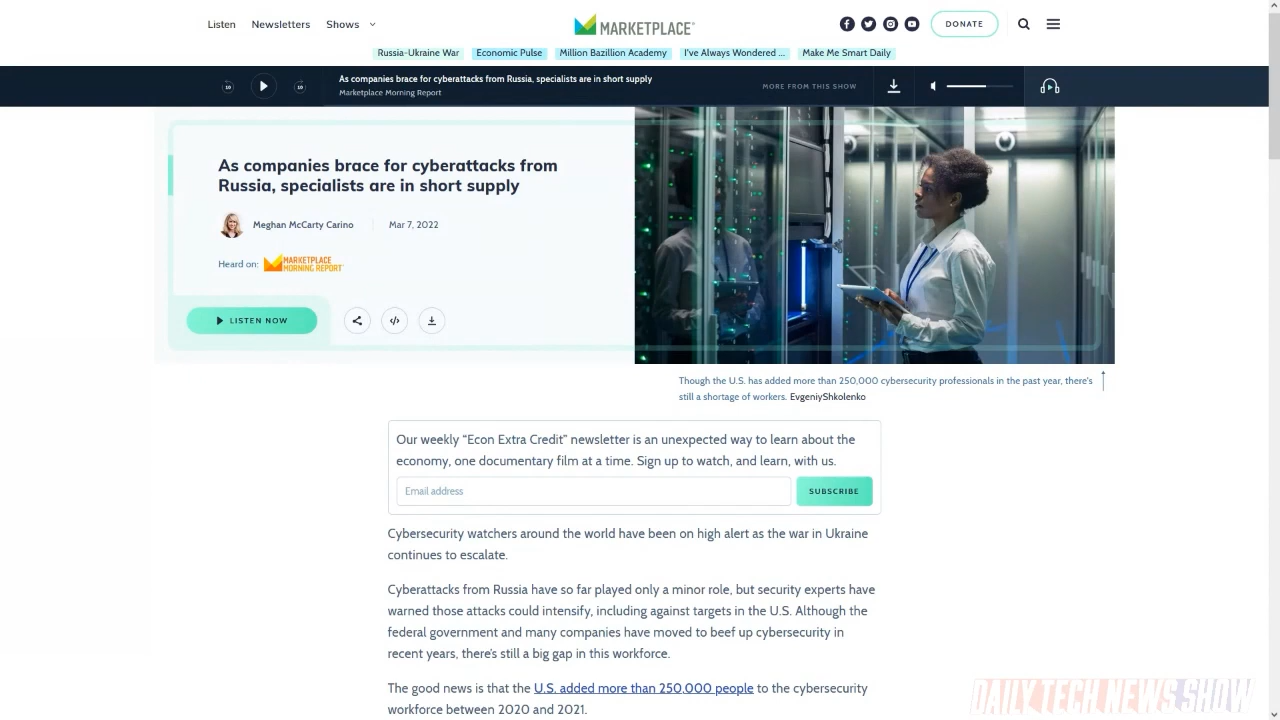 Listen Newsletters Shows MARKETPLACE DONATE
Russia-Ukraine War Economic Pulse Million Bazillion Academy I've Always Wondered ... Make Me Smart Daily
10 10 As companies brace for cyberattacks from Russia, specialists are in short supply MORE FROM THIS SHOW
Marketplace Morning Report
As companies brace for cyberattacks from
Russia, specialists are in short supply
Meghan McCarty Carino Mar 7, 2022
Heard on: MARKETPLACE
MORNING REPORT
LISTEN NOW
Though the U.S. has added more than 250,000 cybersecurity professionals in the past year, there's
still a shortage of workers. EvgeniyShkolenko
Our weekly “Econ Extra Credit” newsletter is an unexpected way to learn about the
economy, one documentary film at a time. Sign up to watch, and learn, with us.
Email address SUBSCRIBE
Cybersecurity watchers around the world have been on high alert as the war in Ukraine
continues to escalate.
Cyberattacks from Russia have so far played only a minor role, but security experts have
warned those attacks could intensify, including against targets in the U.S. Although the
federal government and many companies have moved to beef up cybersecurity in
recent years, there’s still a big gap in this workforce.
The good news is that the U.S. added more than 250,000 people to the cybersecurity
workforce between 2020 and 2021.
DAILY TECH NEWS SHOW